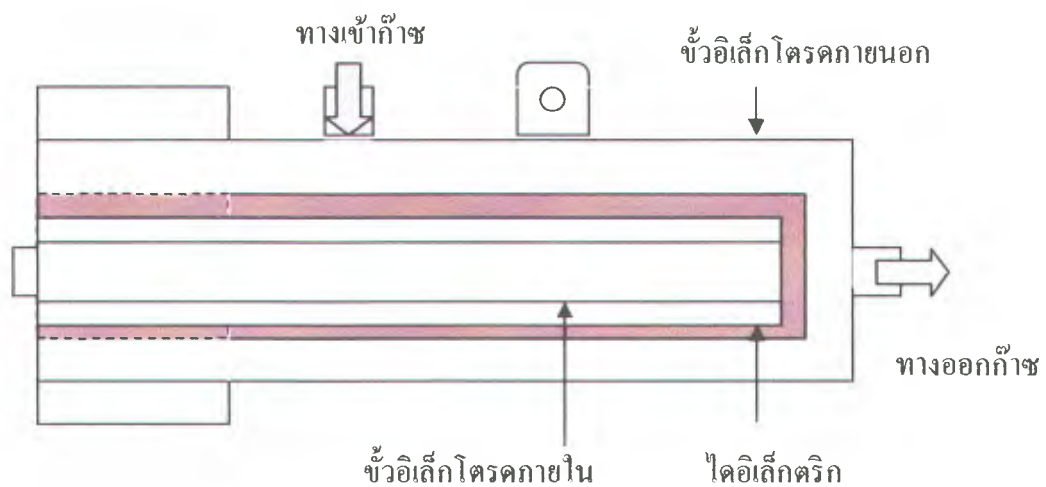 ทางเข้าก๊าซ
ขั้วอิเล็กโตรดภายนอก
ทางออกก๊าซ
ขั้วอิเล็กโตรดภายใน
ไดอิเล็กตริก